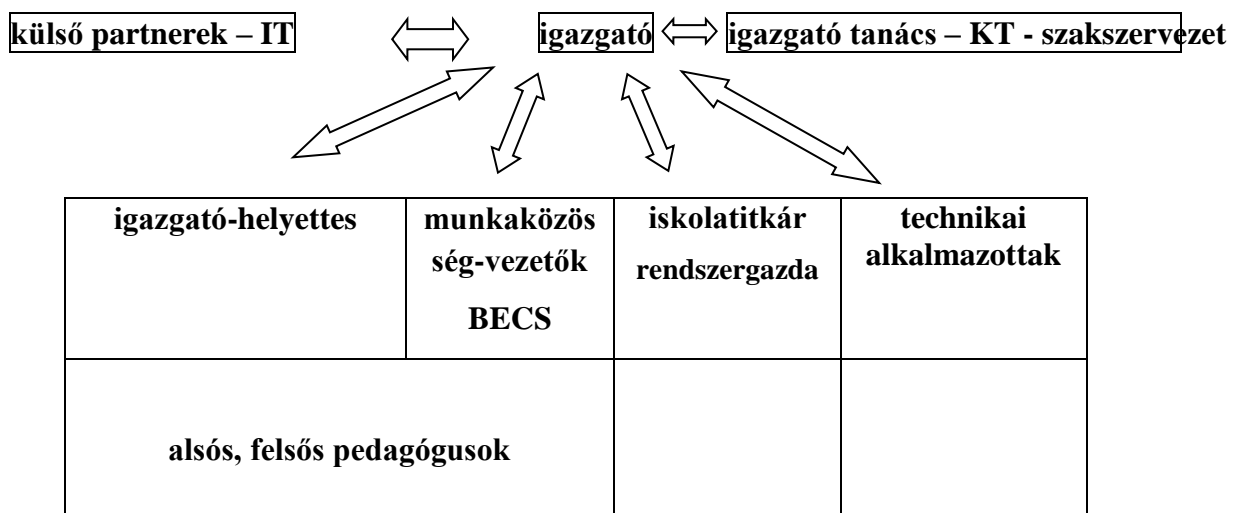 külső partnerek – IT igazgató igazgató tanács – KT - szakszervezet
igazgató-helyettes
munkaközös
ség-vezetők
BECS
iskolatitkár
rendszergazda
technikai
alkalmazottak
alsós, felsős pedagógusok